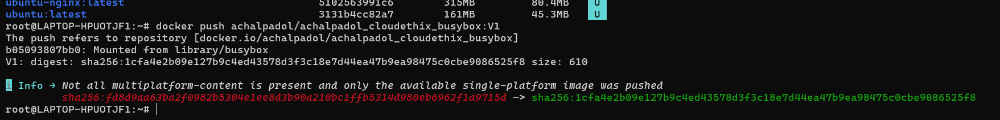 ubuntu-nginx:latest 5102563991c6 315MB 80.4MB U
ubuntu:latest 3131b4cc82a7 161MB 45.3MB U
root@LAPTOP-HPUOTJF1:~# docker push achalpadol/achalpadol_cloudethix_busybox:V1
The push refers to repository [docker.io/achalpadol/achalpadol_cloudethix_busybox]
b05093807bb0: Mounted from library/busybox
V1: digest: sha256:1cfa4e2b09e127b9c4ed43578d3f3c18e7d44ea47b9ea98475c0cbe9086525f8 size: 610
i Info → Not all multiplatform-content is present and only the available single-platform image was pushed
sha256:fd8d9aa63ba2f0982b5304e1ee8d3b90a210bc1ffb5314d980eb6962f1a9715d -> sha256:1cfa4e2b09e127b9c4ed43578d3f3c18e7d44ea47b9ea98475c0cbe9086525f8
root@LAPTOP-HPUOTJF1:~#